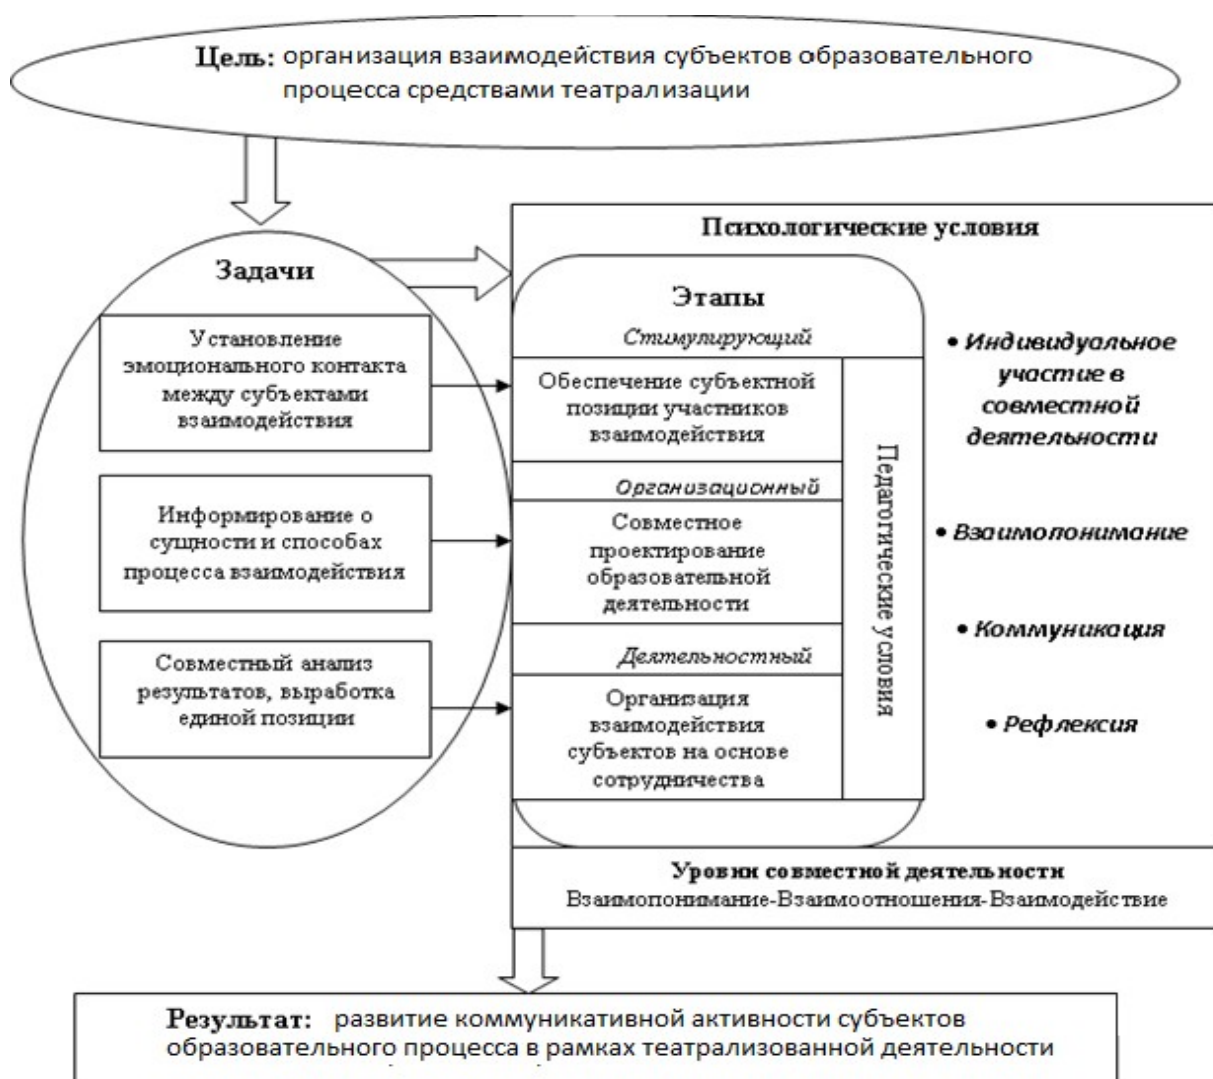 Цель: организация взаимодействия субъектов образовательного
процесса средствами театрализации
Задачи
Установление
эмоционального контакта
между субъектами
взаимодействия
Информирование о
сущности и способах
процесса взаимодействия
Совместный анализ
результатов, выработка
единой позиции
Психологические условия
Этапы
Стимулирующий
Обеспечение субъектной
позиции участников
взаимодействия
Организационный
Совместное
проектирование
образовательной
деятельности
Деятельностный
Организация
взаимодействия
субъектов на основе
сотрудничества
Педагогические условия
• Индивидуальное
участие в
совместной
деятельности
• Взаимопонимание
• Коммуникация
• Рефлексия
Уровни совместной деятельности
Взаимопонимание-Взаимоотношения-Взаимодействие
Результат: развитие коммуникативной активности субъектов
образовательного процесса в рамках театрализованной деятельности